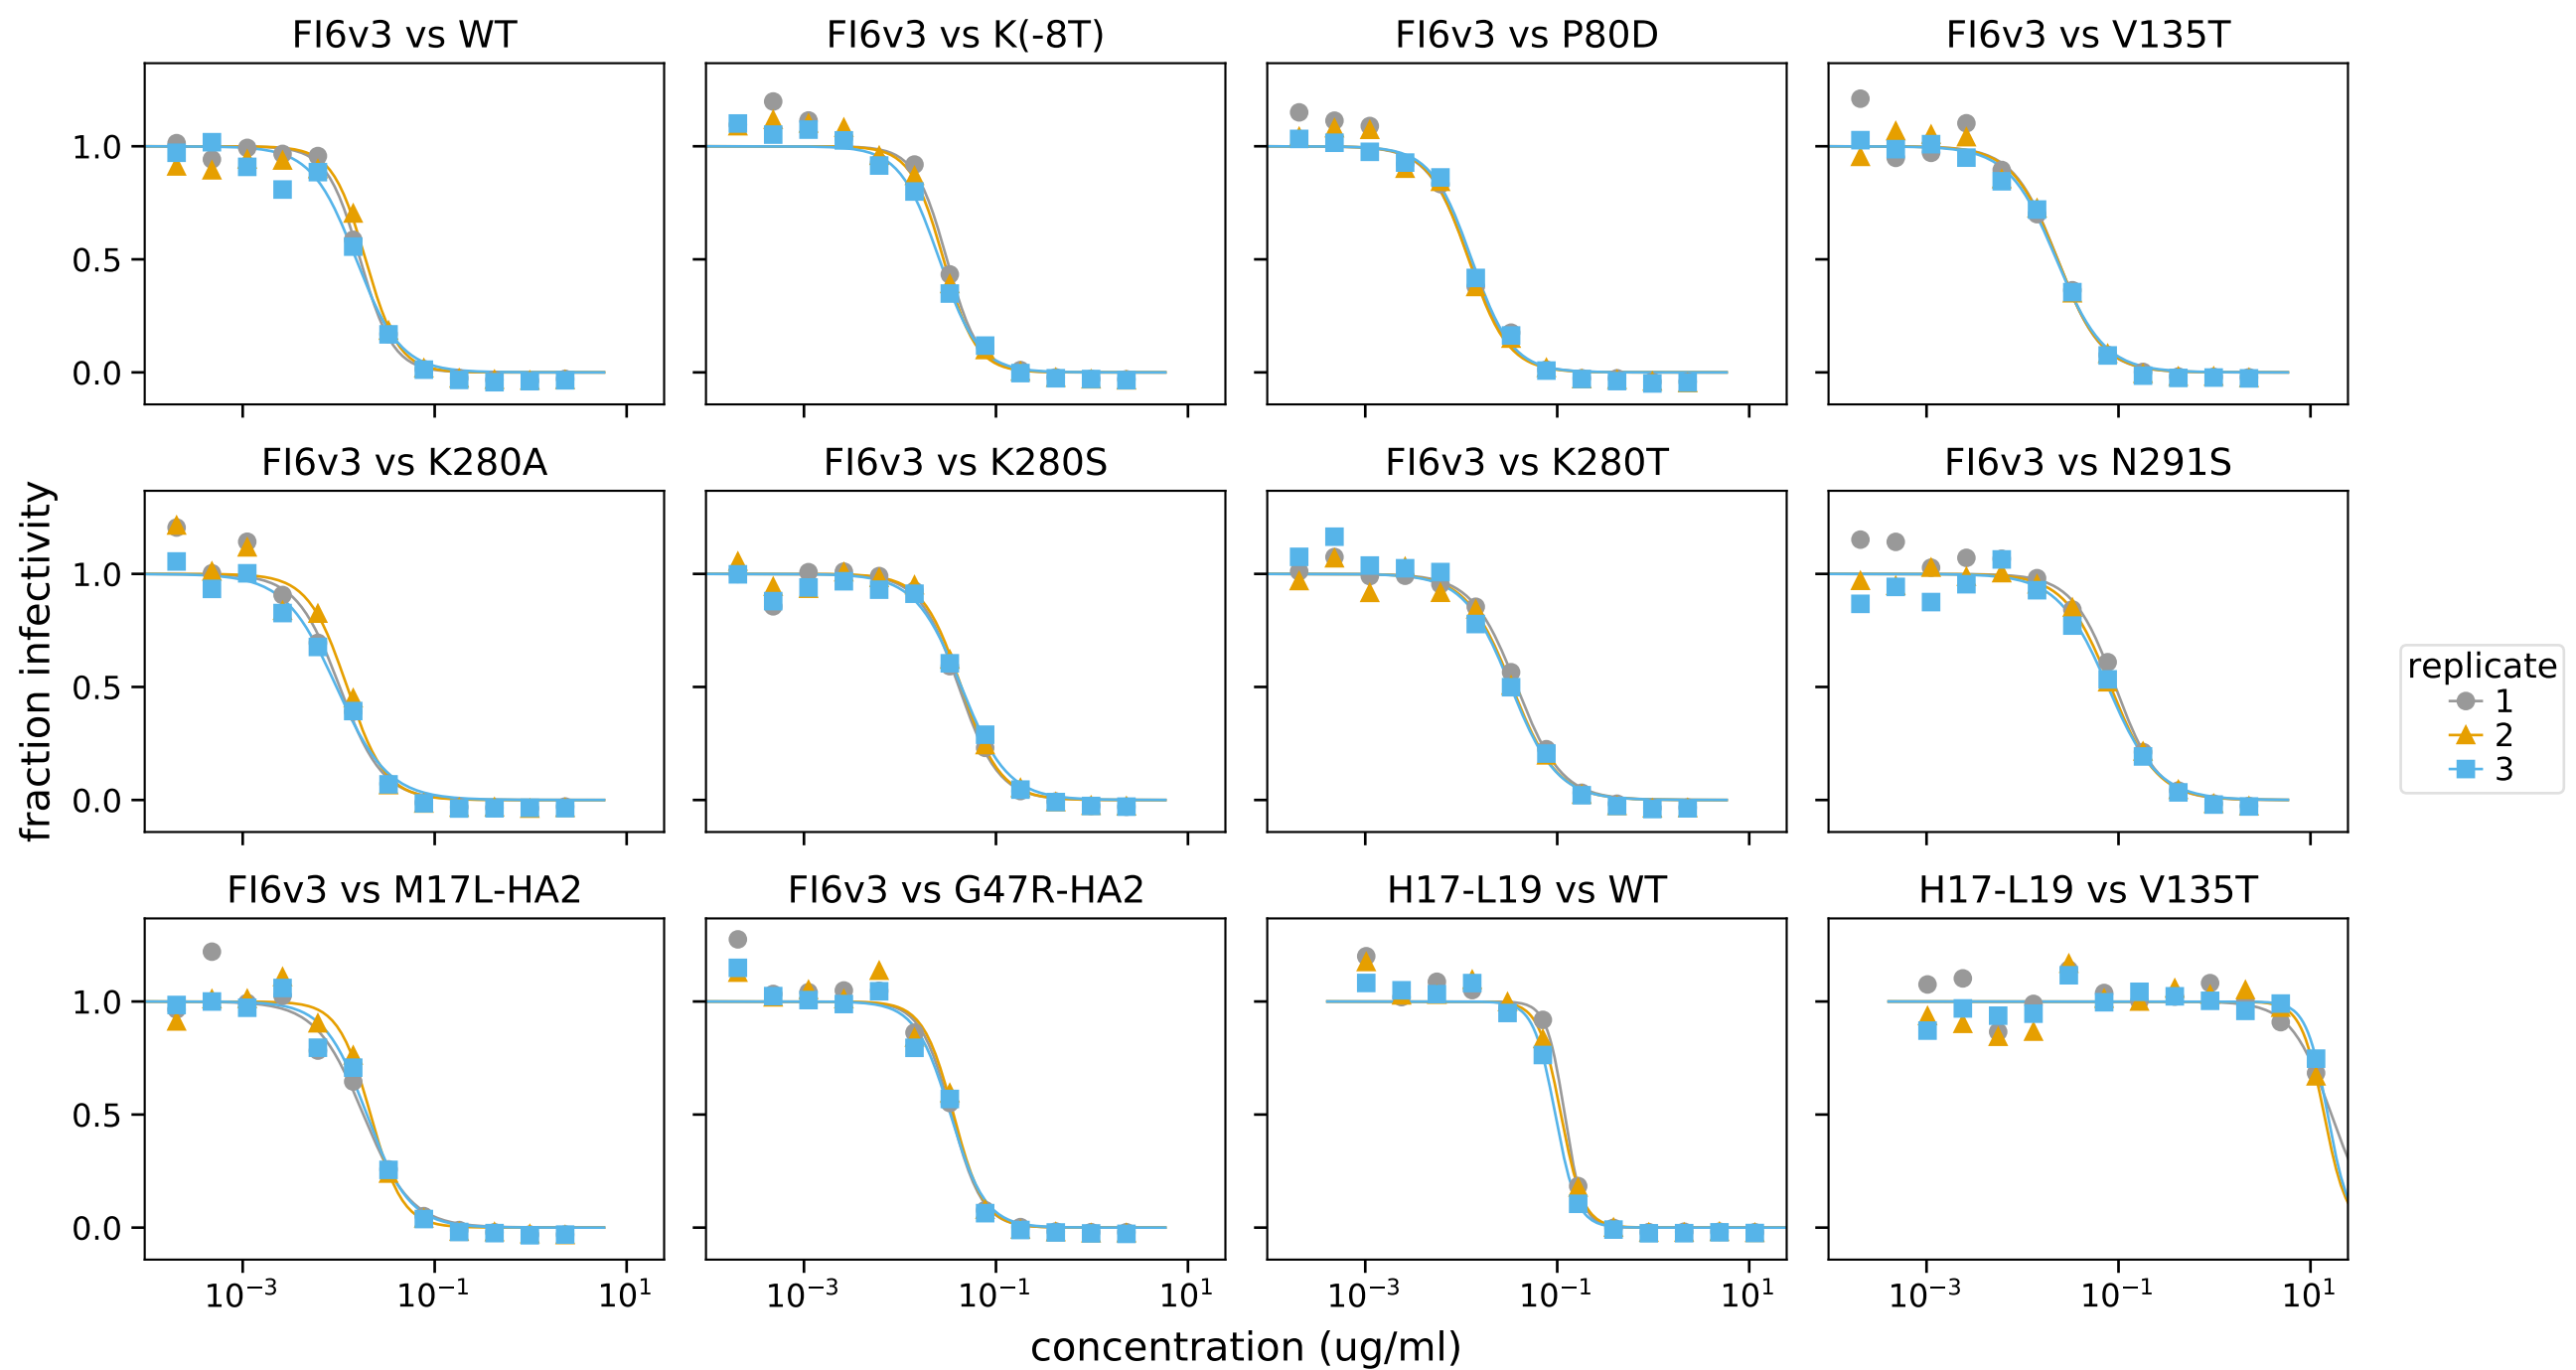 FI6v3 vs WT
FI6v3 vs K(-8T)
FI6v3 vs P80D
FI6v3 vs V135T
1.0
0.5
0.0
FI6v3 vs K280A
FI6v3 vs K280S
FI6v3 vs K280T
FI6v3 vs N291S
fraction infectivity
1.0
0.5
0.0
replicate
1
2
3
FI6v3 vs M17L-HA2
FI6v3 vs G47R-HA2
H17-L19 vs WT
H17-L19 vs V135T
1.0
0.5
0.0
10⁻³ 10⁻¹ 10¹
10⁻³ 10⁻¹ 10¹
10⁻³ 10⁻¹ 10¹
10⁻³ 10⁻¹ 10¹
concentration (ug/ml)